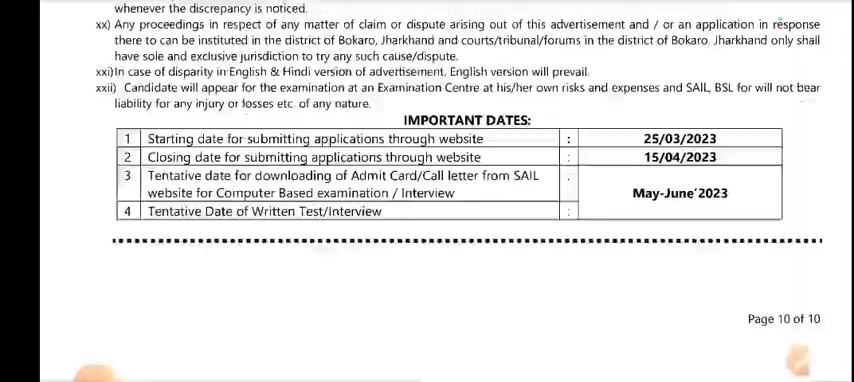 whenever the discrepancy is noticed.
xx) Any proceedings in respect of any matter of claim or dispute arising out of this advertisement and / or an application in response
there to can be instituted in the district of Bokaro, Jharkhand and courts/tribunal/forums in the district of Bokaro, Jharkhand only shall
have sole and exclusive jurisdiction to try any such cause/dispute.
xxi)In case of disparity in English & Hindi version of advertisement, English version will prevail.
xxii) Candidate will appear for the examination at an Examination Centre at his/her own risks and expenses and SAIL, BSL for will not bear
liability for any injury or losses etc. of any nature.
IMPORTANT DATES:
1 Starting date for submitting applications through website : 25/03/2023
2 Closing date for submitting applications through website : 15/04/2023
3 Tentative date for downloading of Admit Card/Call letter from SAIL :
website for Computer Based examination / Interview May-June'2023
4 Tentative Date of Written Test/Interview :
Page 10 of 10